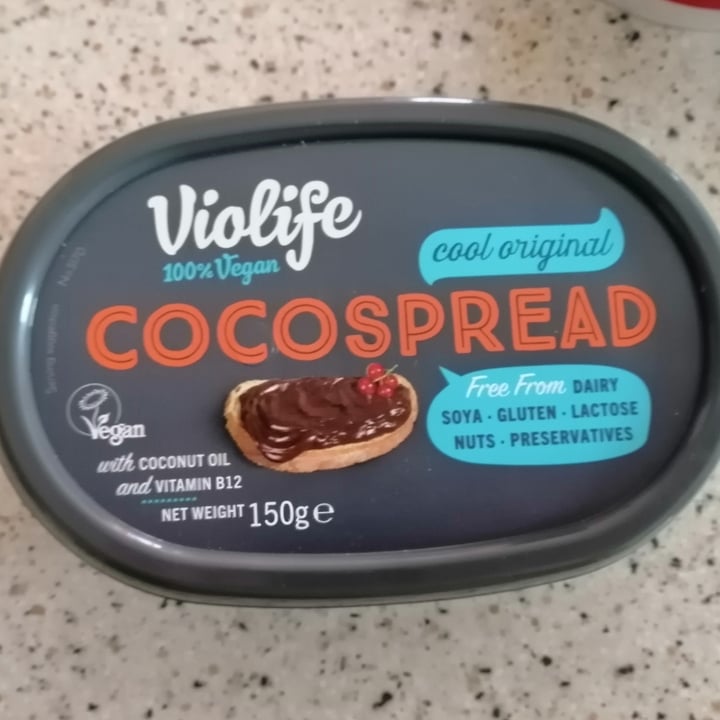 Violife
100% Vegan
cool original
COCOSPREAD
Free From DAIRY
SOYA · GLUTEN · LACTOSE
NUTS · PRESERVATIVES
Vegan
with COCONUT OIL
and VITAMIN B12
NET WEIGHT 150g e